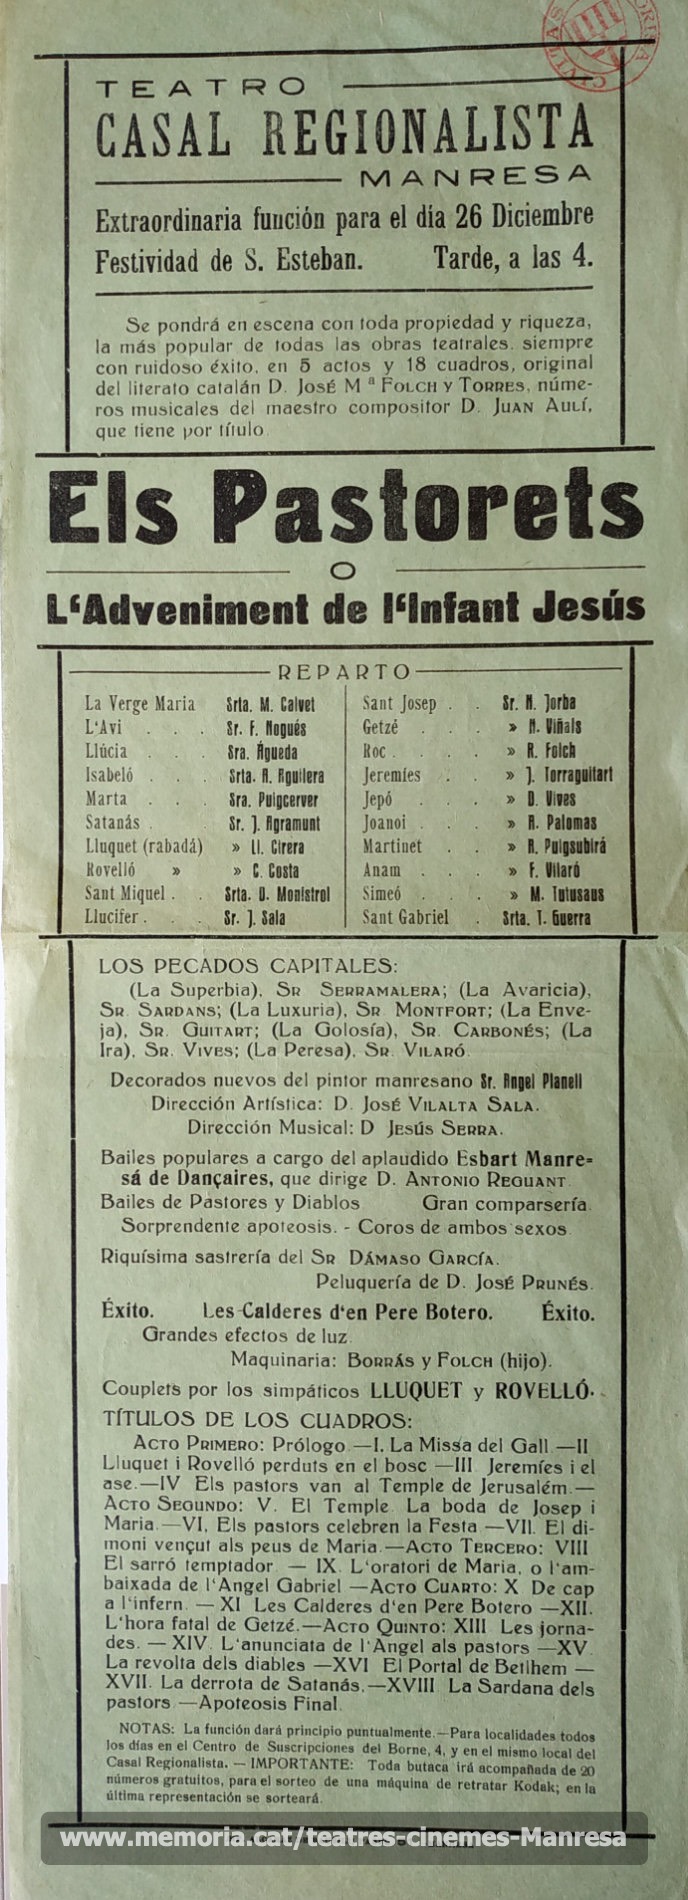 TEATRO
CASAL REGIONALISTA
MANRESA
Extraordinaria función para el día 26 Diciembre
Festividad de S. Esteban. Tarde, a las 4.
Se pondrá en escena con toda propiedad y riqueza,
la más popular de todas las obras teatrales. siempre
con ruidoso éxito, en 5 actos y 18 cuadros, original
del literato catalán D. José Mª Folch y Torres, núme-
ros musicales del maestro compositor D. Juan Aulí,
que tiene por título
Els Pastorets
O
L'Adveniment de l'Infant Jesús
REPARTO
La Verge Maria Srta. M. Calvet
L'Avi . . . Sr. F. Nogués
Llúcia . . . Sra. Águeda
Isabeló . . . Srta. A. Aguilera
Marta . . . Sra. Puigcerver
Satanás . . . Sr. J. Agramunt
Lluquet (rabadá) » Ll. Cirera
Rovelló » » C. Costa
Sant Miquel . . Srta. D. Monistrol
Llucifer . . . Sr. J. Sala
Sant Josep . . Sr. N. Jorba
Getzé . . . » N. Viñals
Roc . . . . » R. Folch
Jeremíes . . » J. Torraguitart
Jepó . . . » D. Vives
Joanoi . . . » A. Palomas
Martinet . . » R. Puigsubirá
Anam . . . » F. Vilaró
Simeó . . . » M. Tutusaus
Sant Gabriel . Srta. T. Guerra
LOS PECADOS CAPITALES:
(La Superbia), Sr Serramalera; (La Avaricia),
Sr. Sardans; (La Luxuria), Sr Montfort; (La Enve-
ja), Sr. Guitart; (La Golosía), Sr. Carbonés; (La
Ira), Sr. Vives; (La Peresa), Sr. Vilaró.
Decorados nuevos del pintor manresano Sr. Angel Planell
Dirección Artística: D. José Vilalta Sala.
Dirección Musical: D Jesús Serra.
Bailes populares a cargo del aplaudido Esbart Manre=
sá de Dançaires, que dirige D. Antonio Reguant
Bailes de Pastores y Diablos Gran comparsería.
Sorprendente apoteosis. - Coros de ambos sexos
Riquísima sastrería del Sr Dámaso García.
Peluquería de D. José Prunés.
Éxito. Les Calderes d'en Pere Botero. Éxito.
Grandes efectos de luz.
Maquinaria: Borrás y Folch (hijo).
Couplets por los simpáticos LLUQUET y ROVELLÓ.
TÍTULOS DE LOS CUADROS:
Acto Primero: Prólogo.—I. La Missa del Gall.—II
Lluquet i Rovelló perduts en el bosc —III Jeremíes i el
ase.—IV Els pastors van al Temple de Jerusalém.—
Acto Segundo: V. El Temple. La boda de Josep i
Maria.—VI, Els pastors celebren la Festa —VII. El di-
moni vençut als peus de Maria.—Acto Tercero: VIII
El sarró temptador. — IX. L'oratori de Maria, o l'am-
baixada de l'Angel Gabriel —Acto Cuarto: X De cap
a l'infern. — XI Les Calderes d'en Pere Botero —XII.
L'hora fatal de Getzé.—Acto Quinto: XIII Les jorna-
des. — XIV. L'anunciata de l'Angel als pastors —XV.
La revolta dels diables —XVI El Portal de Betlhem —
XVII. La derrota de Satanás.—XVIII La Sardana dels
pastors.—Apoteosis Final.
NOTAS: La función dará principio puntualmente.—Para localidades todos
los días en el Centro de Suscripciones del Borne, 4, y en el mismo local del
Casal Regionalista. — IMPORTANTE: Toda butaca irá acompañada de 20
números gratuitos, para el sorteo de una máquina de retratar Kodak; en la
última representación se sorteará.
www.memoria.cat/teatres-cinemes-Manresa